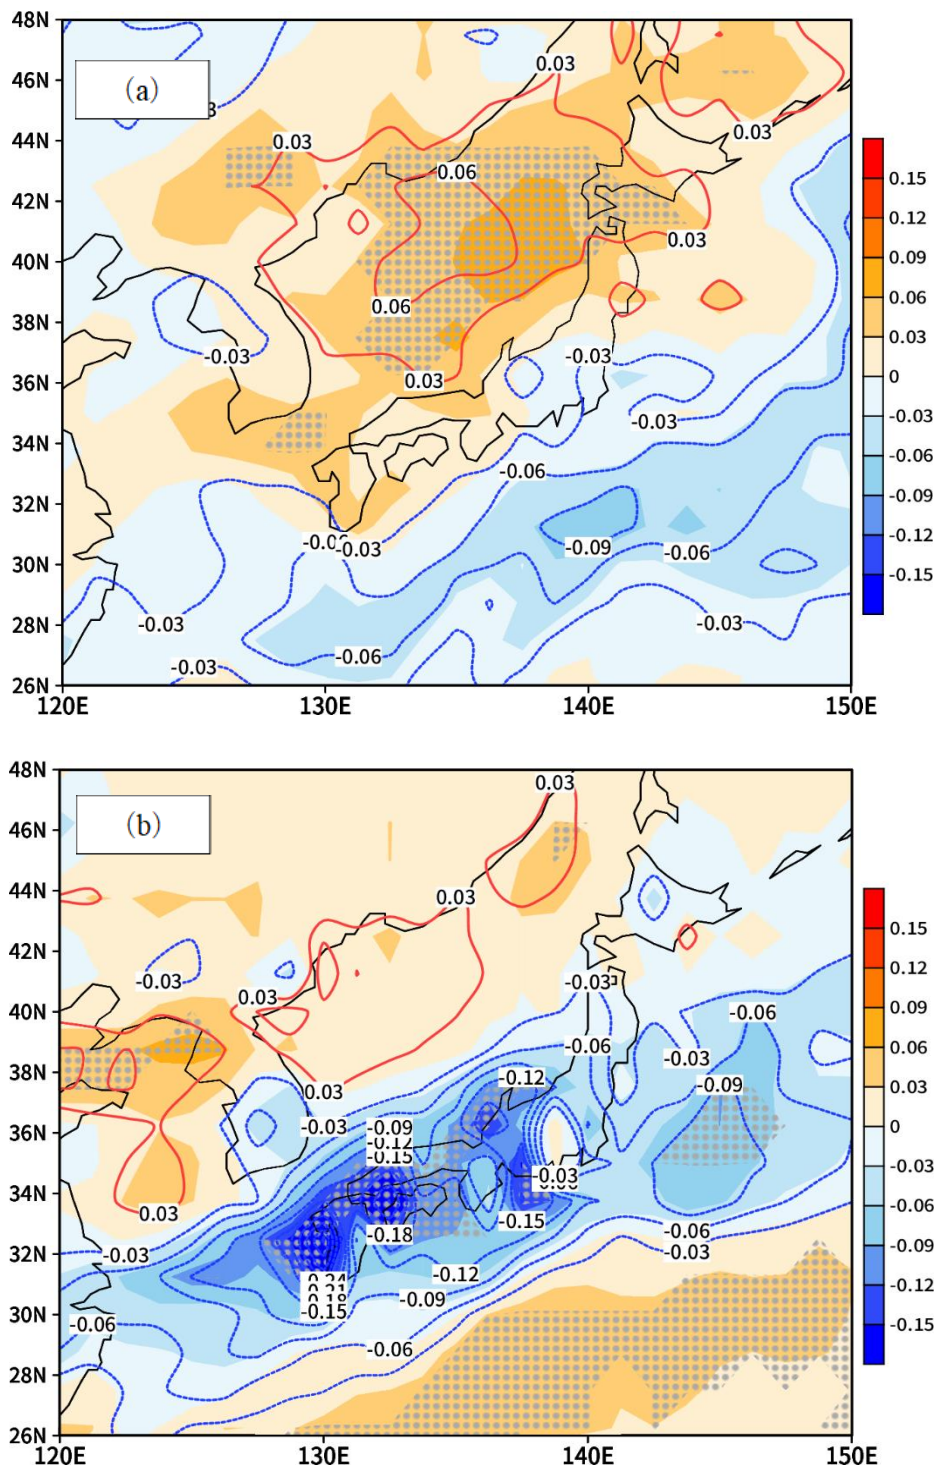 48N
46N
44N
42N
40N
38N
36N
34N
32N
30N
28N
26N
(a)
0.03
0.03
0.03
0.06
0.03
0.06
-0.03
-0.03
0.03
-0.03
-0.06
-0.03
-0.09
-0.06
-0.03
-0.03
-0.06
-0.03
120E
130E
140E
150E
0.15
0.12
0.09
0.06
0.03
0
-0.03
-0.06
-0.09
-0.12
-0.15
48N
46N
44N
42N
40N
38N
36N
34N
32N
30N
28N
26N
(b)
0.03
0.03
-0.03
-0.03
0.03
-0.06
-0.06
-0.03
-0.12
-0.09
0.03
-0.03
-0.09
-0.12
-0.15
-0.03
0.03
-0.15
-0.18
-0.06
-0.03
-0.03
-0.12
-0.15
-0.09
-0.06
-0.06
120E
130E
140E
150E
0.15
0.12
0.09
0.06
0.03
0
-0.03
-0.06
-0.09
-0.12
-0.15